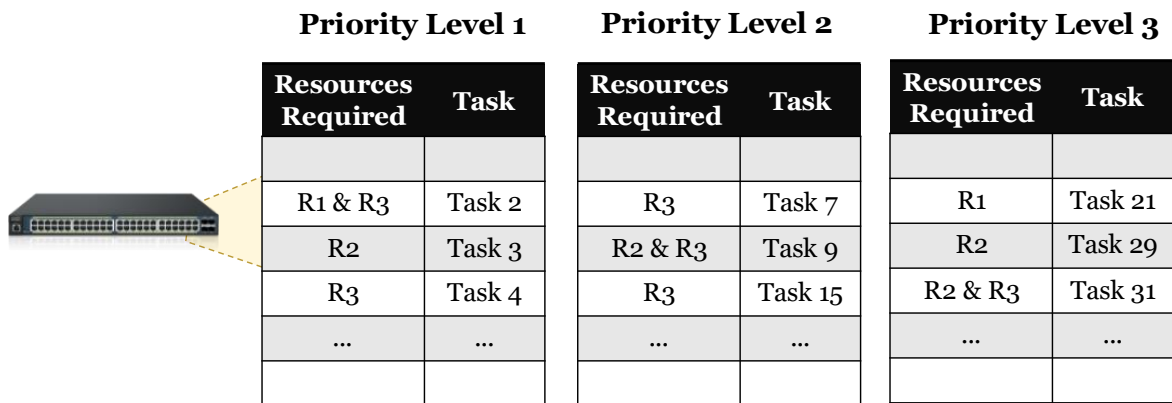 Priority Level 1
Resources Required Task
R1 & R3 Task 2
R2 Task 3
R3 Task 4
... ...
Priority Level 2
Resources Required Task
R3 Task 7
R2 & R3 Task 9
R3 Task 15
... ...
Priority Level 3
Resources Required Task
R1 Task 21
R2 Task 29
R2 & R3 Task 31
... ...